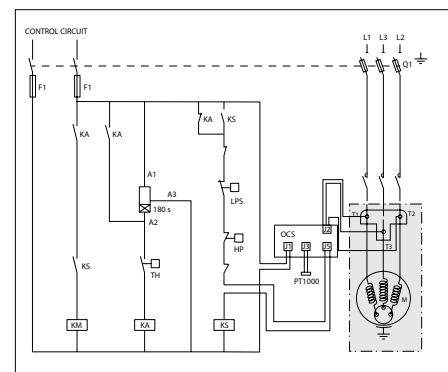 CONTROL CIRCUIT
L1 L3 L2
Q1
F1 F1
KA KA KA KS
A1
A3
180 s
A2
LPS
T1 T2
OCS
J2
T3
J1 J3 J5
HP
KS
TH
PT1000
M
KM KA KS